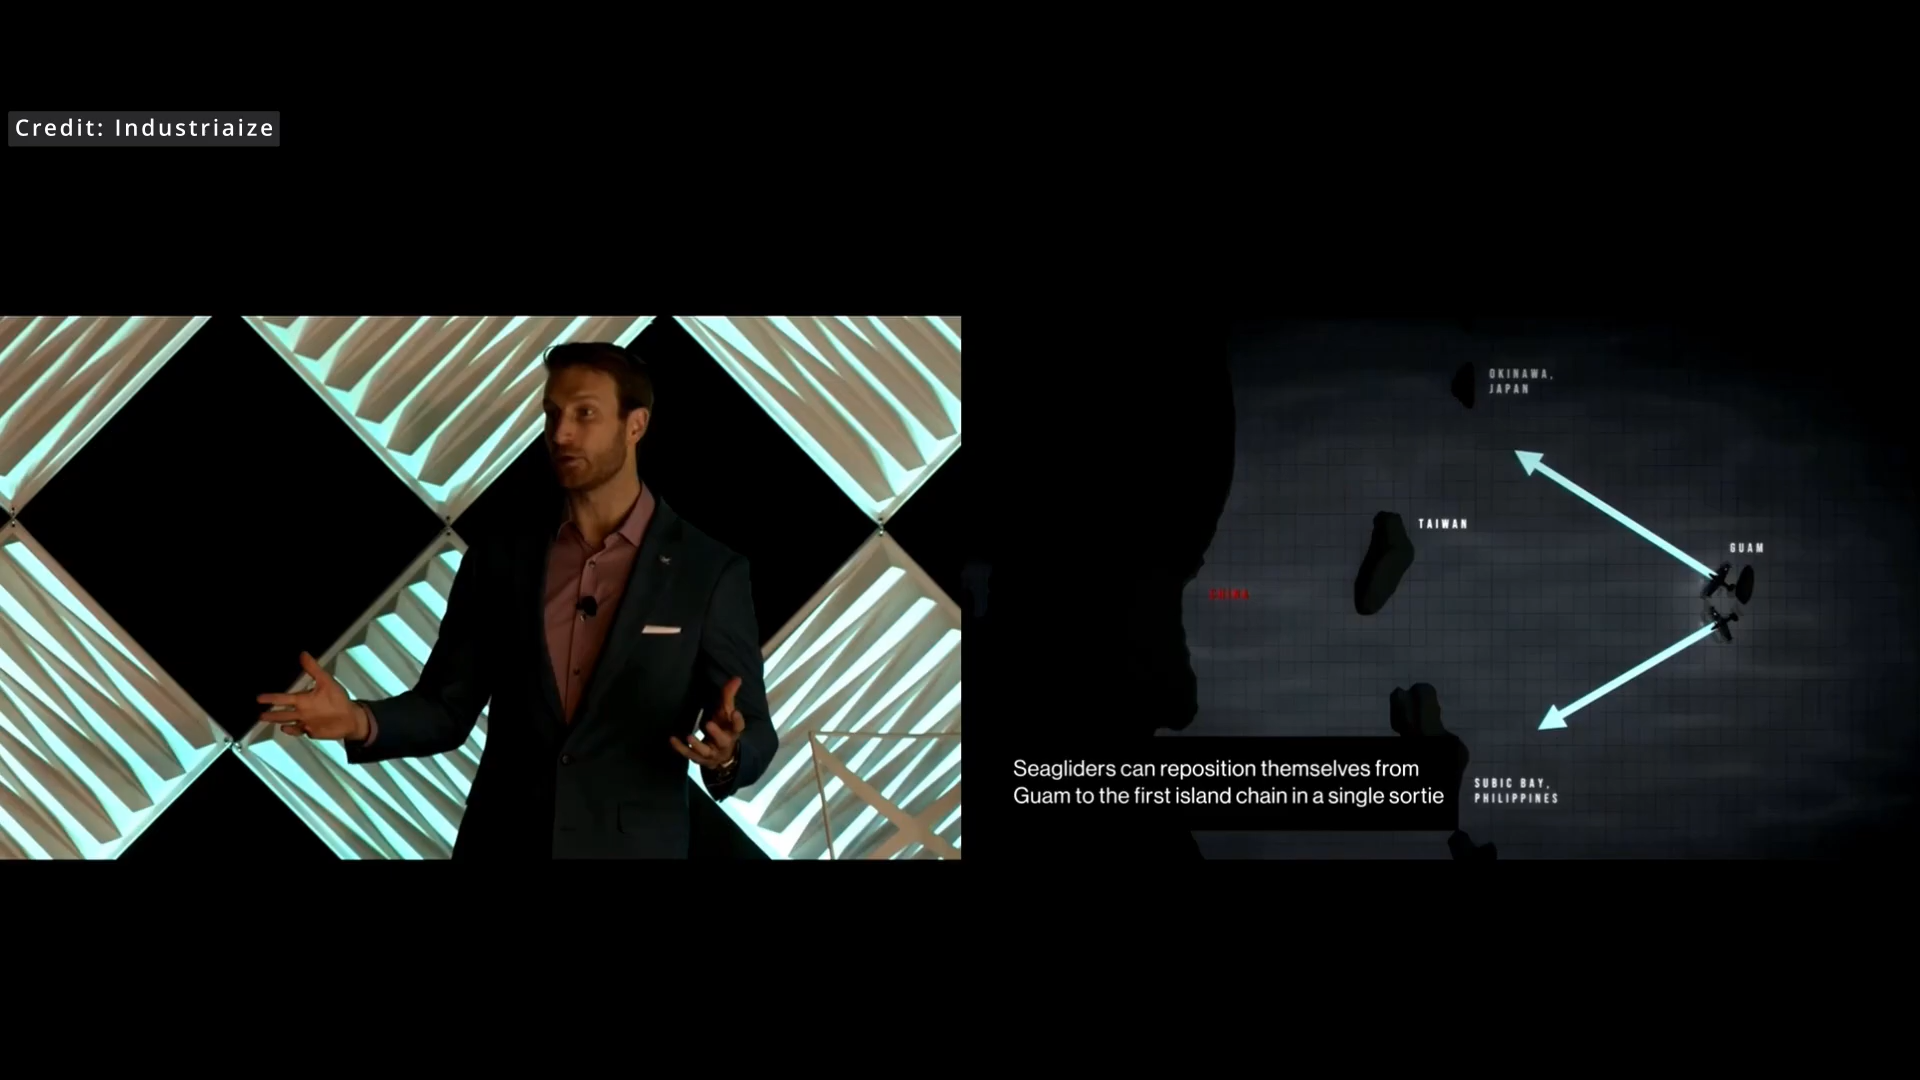 Credit: Industriaize
OKINAWA,
JAPAN
TAIWAN
GUAM
CHINA
Seagliders can reposition themselves from
Guam to the first island chain in a single sortie
SUBIC BAY,
PHILIPPINES